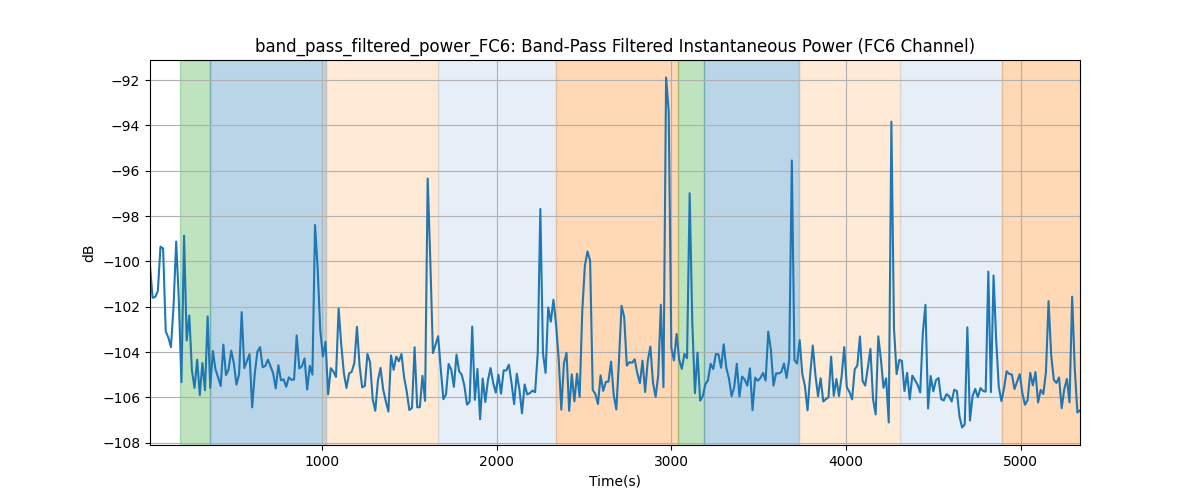 band_pass_filtered_power_FC6: Band-Pass Filtered Instantaneous Power (FC6 Channel)
−92
−94
−96
−98
−100
−102
−104
−106
−108
dB
1000 2000 3000 4000 5000
Time(s)